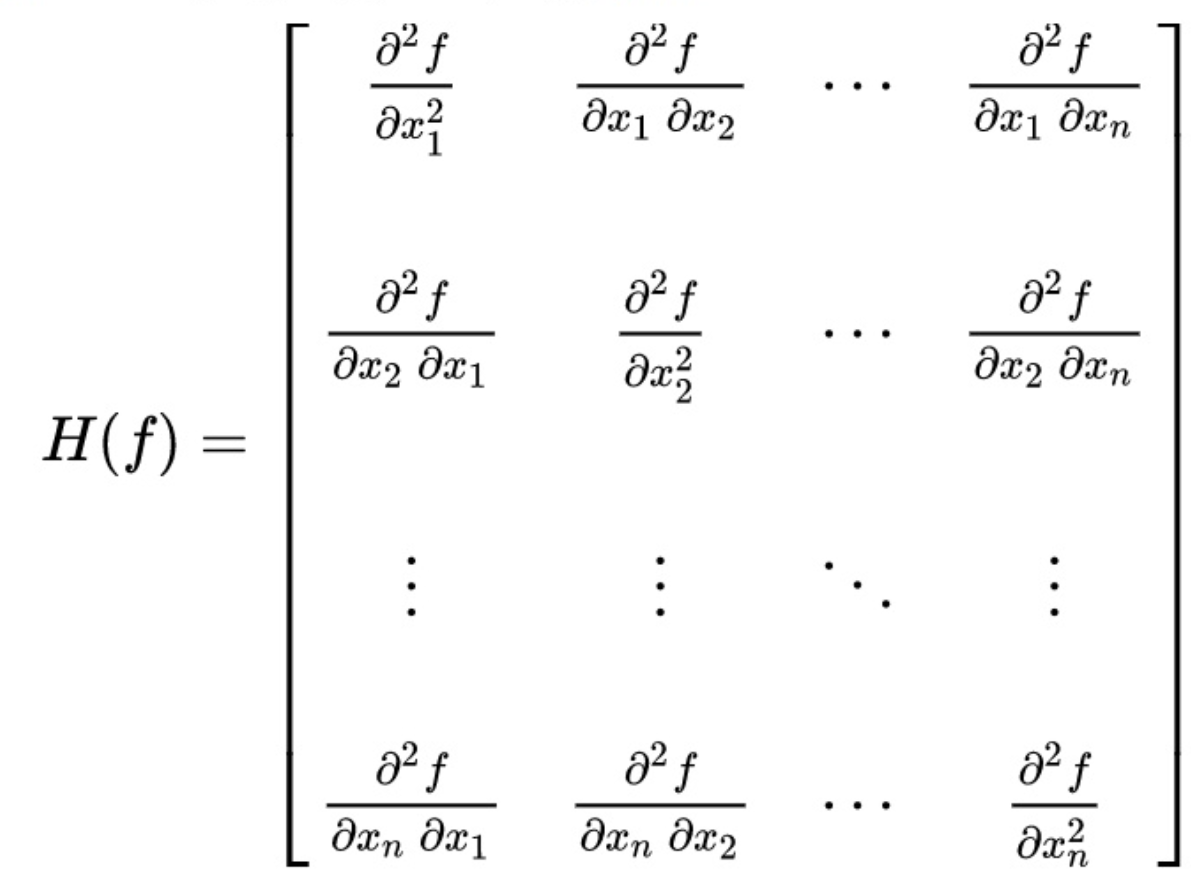 H(f) = \begin{bmatrix}
\frac{\partial^2 f}{\partial x_1^2} & \frac{\partial^2 f}{\partial x_1 \, \partial x_2} & \cdots & \frac{\partial^2 f}{\partial x_1 \, \partial x_n} \\
\frac{\partial^2 f}{\partial x_2 \, \partial x_1} & \frac{\partial^2 f}{\partial x_2^2} & \cdots & \frac{\partial^2 f}{\partial x_2 \, \partial x_n} \\
\vdots & \vdots & \ddots & \vdots \\
\frac{\partial^2 f}{\partial x_n \, \partial x_1} & \frac{\partial^2 f}{\partial x_n \, \partial x_2} & \cdots & \frac{\partial^2 f}{\partial x_n^2}
\end{bmatrix}